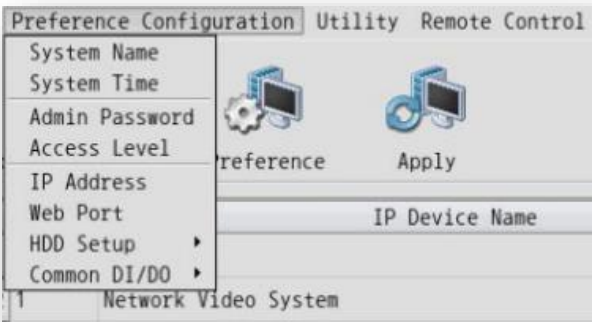 Preference Configuration Utility Remote Control
System Name
System Time
Admin Password
Access Level
IP Address
Web Port
HDD Setup
Common DI/DO
reference Apply
IP Device Name
1 Network Video System